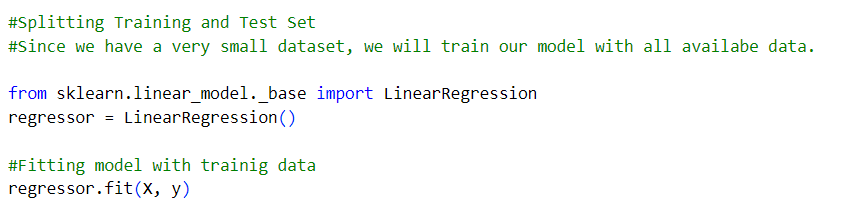 #Splitting Training and Test Set
#Since we have a very small dataset, we will train our model with all availabe data.
from sklearn.linear_model._base import LinearRegression
regressor = LinearRegression()
#Fitting model with trainig data
regressor.fit(X, y)